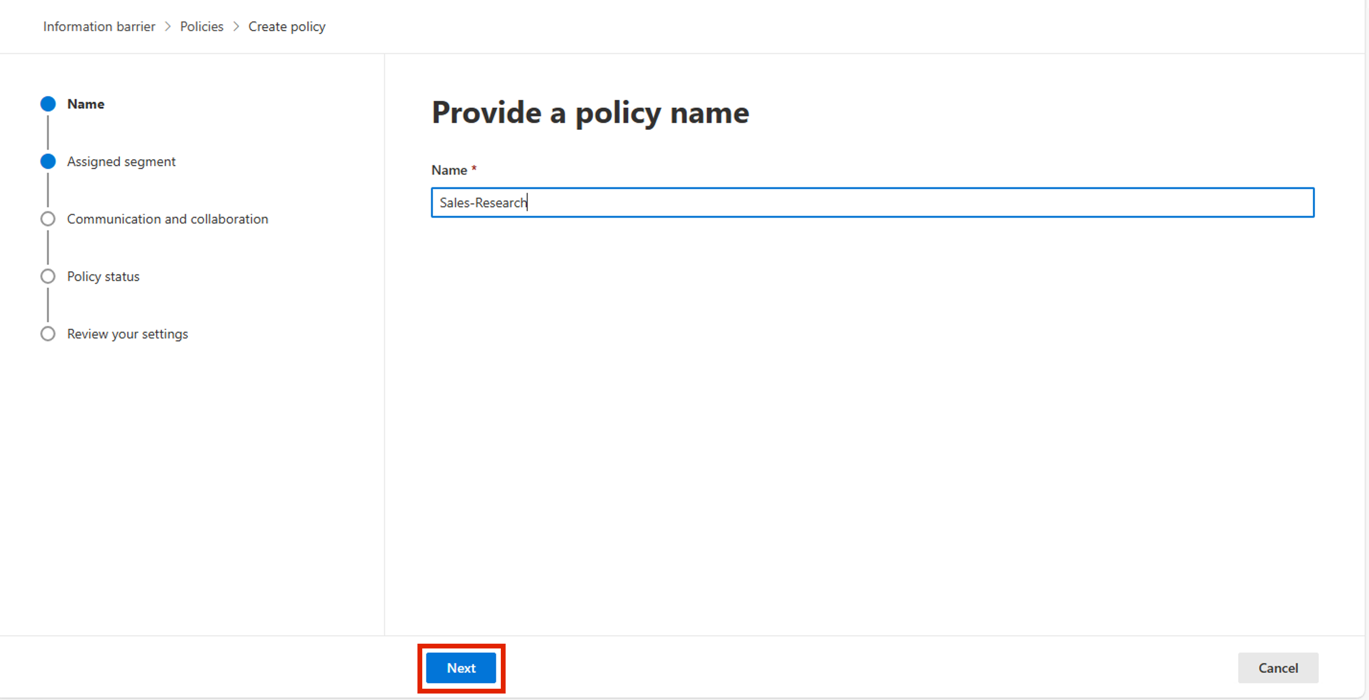 Information barrier > Policies > Create policy
Name
Assigned segment
Communication and collaboration
Policy status
Review your settings
Provide a policy name
Name *
Sales-Research
Next
Cancel